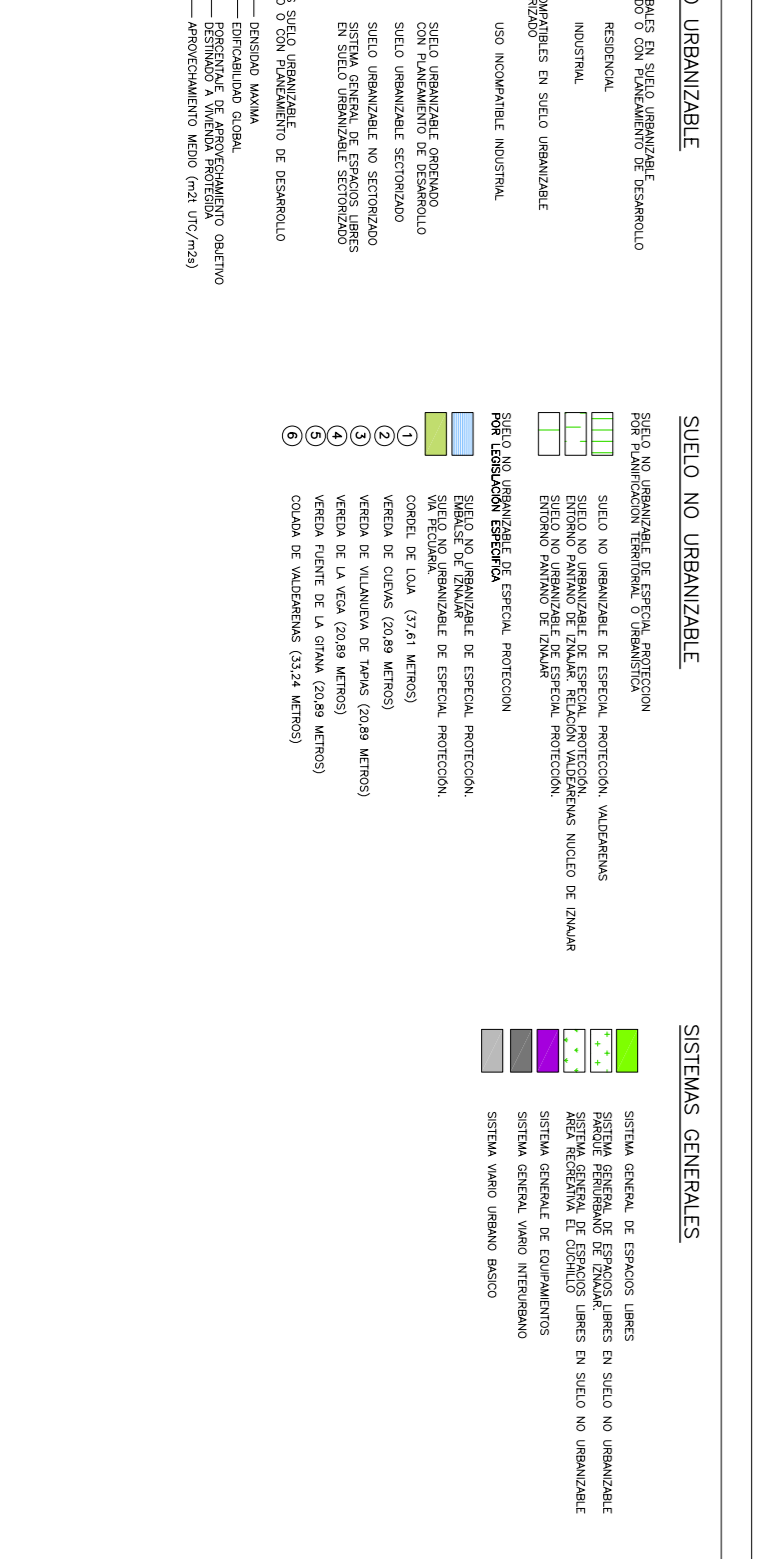 O URBANIZABLE
BALES EN SUELO URBANIZABLE
DO O CON PLANEAMIENTO DE DESARROLLO
RESIDENCIAL
INDUSTRIAL
OMPATIBLES EN SUELO URBANIZABLE
RIZADO
USO INCOMPATIBLE INDUSTRIAL
SUELO URBANIZABLE ORDENADO
CON PLANEAMIENTO DE DESARROLLO
SUELO URBANIZABLE SECTORIZADO
SUELO URBANIZABLE NO SECTORIZADO
SISTEMA GENERAL DE ESPACIOS LIBRES
EN SUELO URBANIZABLE SECTORIZADO
S SUELO URBANIZABLE
O O CON PLANEAMIENTO DE DESARROLLO
DENSIDAD MAXIMA
EDIFICABILIDAD GLOBAL
PORCENTAJE DE APROVECHAMIENTO OBJETIVO
DESTINADO A VIVIENDA PROTEGIDA
APROVECHAMIENTO MEDIO (m2t UTC/m2s)
SUELO NO URBANIZABLE
SUELO NO URBANIZABLE DE ESPECIAL PROTECCION
POR PLANIFICACION TERRITORIAL O URBANÍSTICA
SUELO NO URBANIZABLE DE ESPECIAL PROTECCIÓN. VALDEARENAS
SUELO NO URBANIZABLE DE ESPECIAL PROTECCIÓN.
ENTORNO PANTANO DE IZNAJAR. RELACIÓN VALDEARENAS NUCLEO DE IZNAJAR
SUELO NO URBANIZABLE DE ESPECIAL PROTECCIÓN.
ENTORNO PANTANO DE IZNAJAR
SUELO NO URBANIZABLE DE ESPECIAL PROTECCION
POR LEGISLACIÓN ESPECIFICA
SUELO NO URBANIZABLE DE ESPECIAL PROTECCIÓN.
EMBALSE DE IZNAJAR
SUELO NO URBANIZABLE DE ESPECIAL PROTECCIÓN.
VIA PECUARIA.
1 CORDEL DE LOJA (37,61 METROS)
2 VEREDA DE CUEVAS (20,89 METROS)
3 VEREDA DE VILLANUEVA DE TAPIAS (20,89 METROS)
4 VEREDA DE LA VEGA (20,89 METROS)
5 VEREDA FUENTE DE LA GITANA (20,89 METROS)
6 COLADA DE VALDEARENAS (33,24 METROS)
SISTEMAS GENERALES
SISTEMA GENERAL DE ESPACIOS LIBRES
SISTEMA GENERAL DE ESPACIOS LIBRES EN SUELO NO URBANIZABLE
PARQUE PERIURBANO DE IZNAJAR.
SISTEMA GENERAL DE ESPACIOS LIBRES EN SUELO NO URBANIZABLE
AREA RECREATIVA EL CUCHILLO
SISTEMA GENERALE DE EQUIPAMIENTOS
SISTEMA GENERAL VIARIO INTERURBANO
SISTEMA VIARIO URBANO BASICO